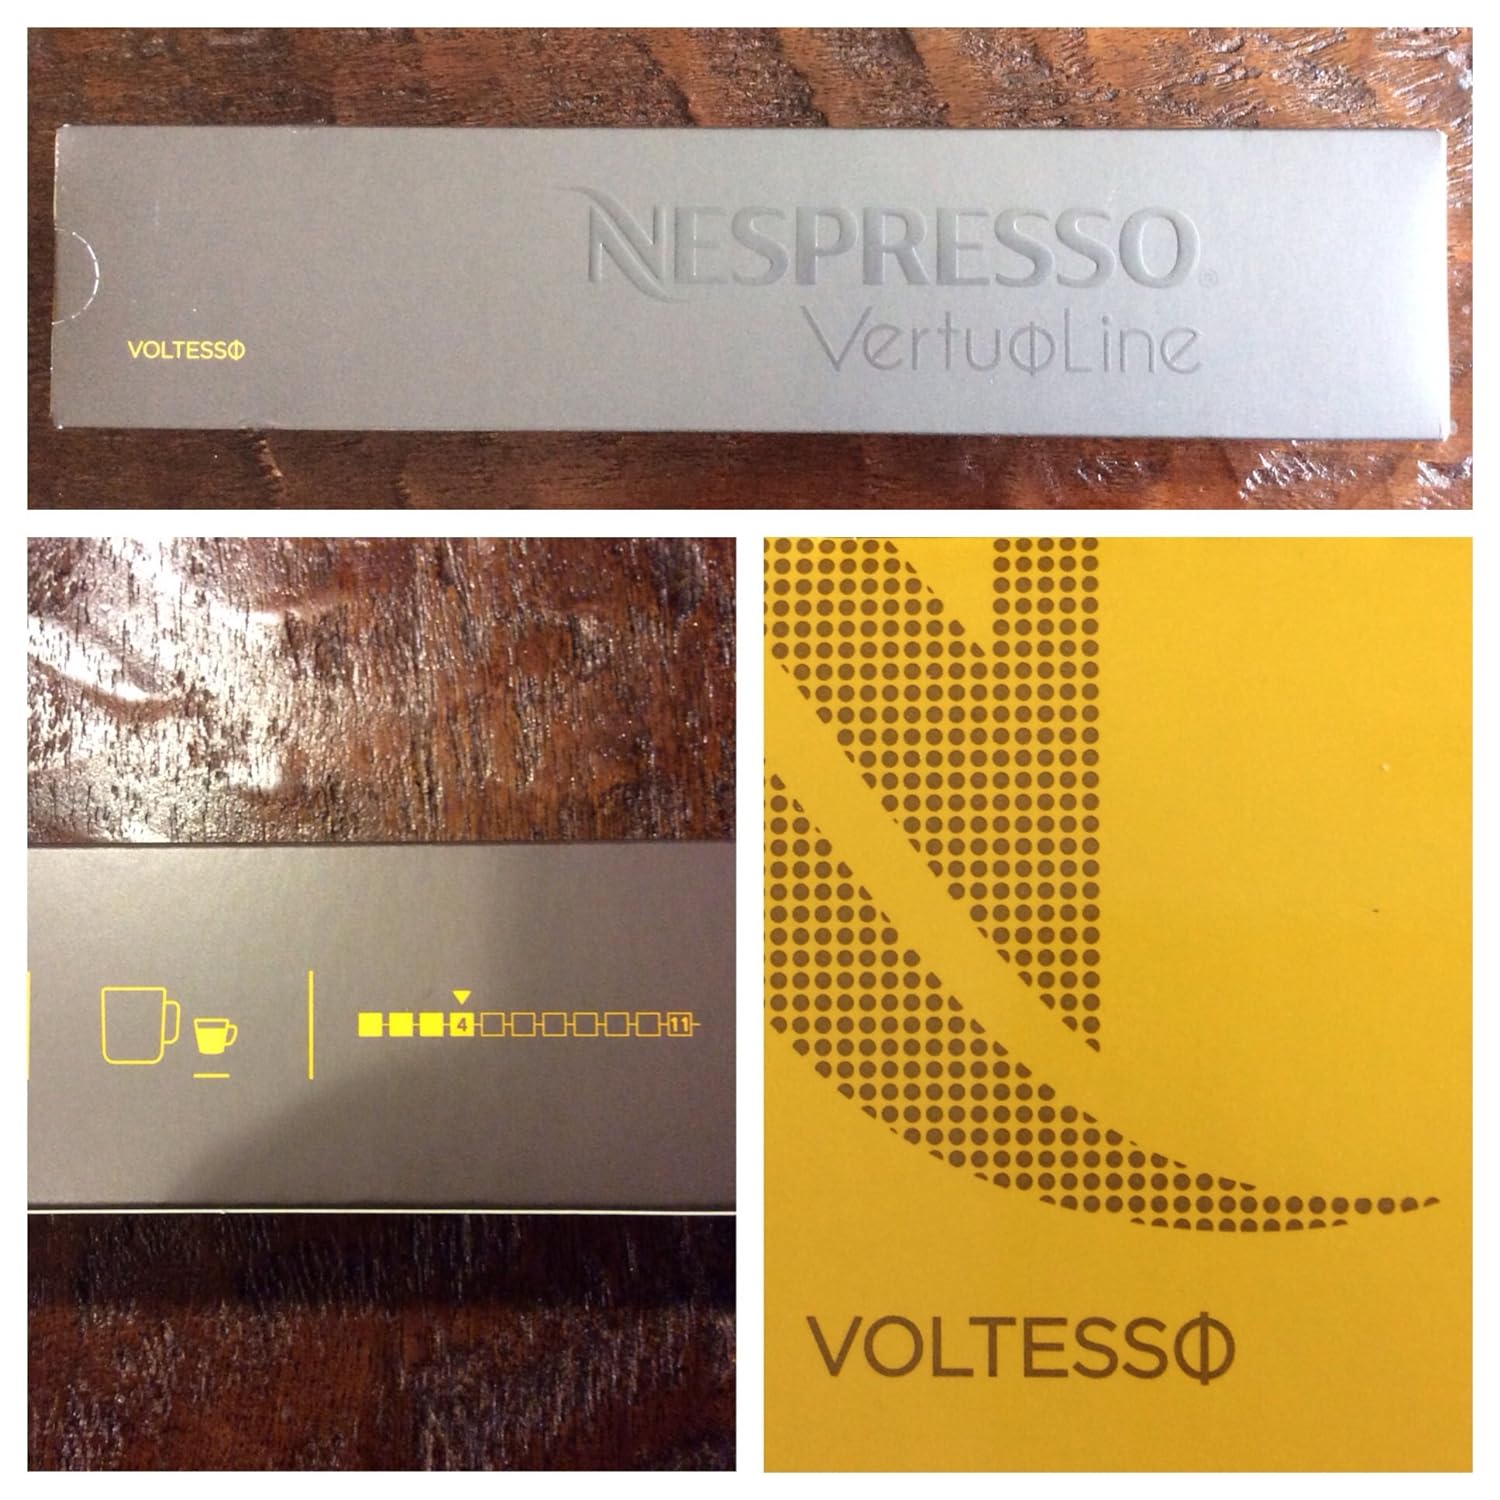 NESPRESSO®
VertuoLine
VOLTESSO
4 11
VOLTESSO